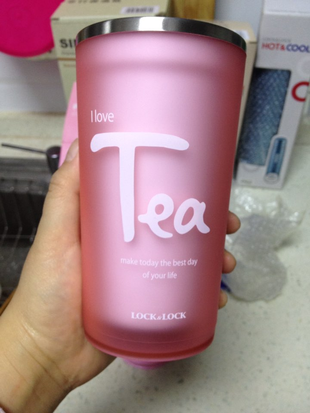 I love
Tea
make today the best day
of your life
LOCK&LOCK
HOT&COOL